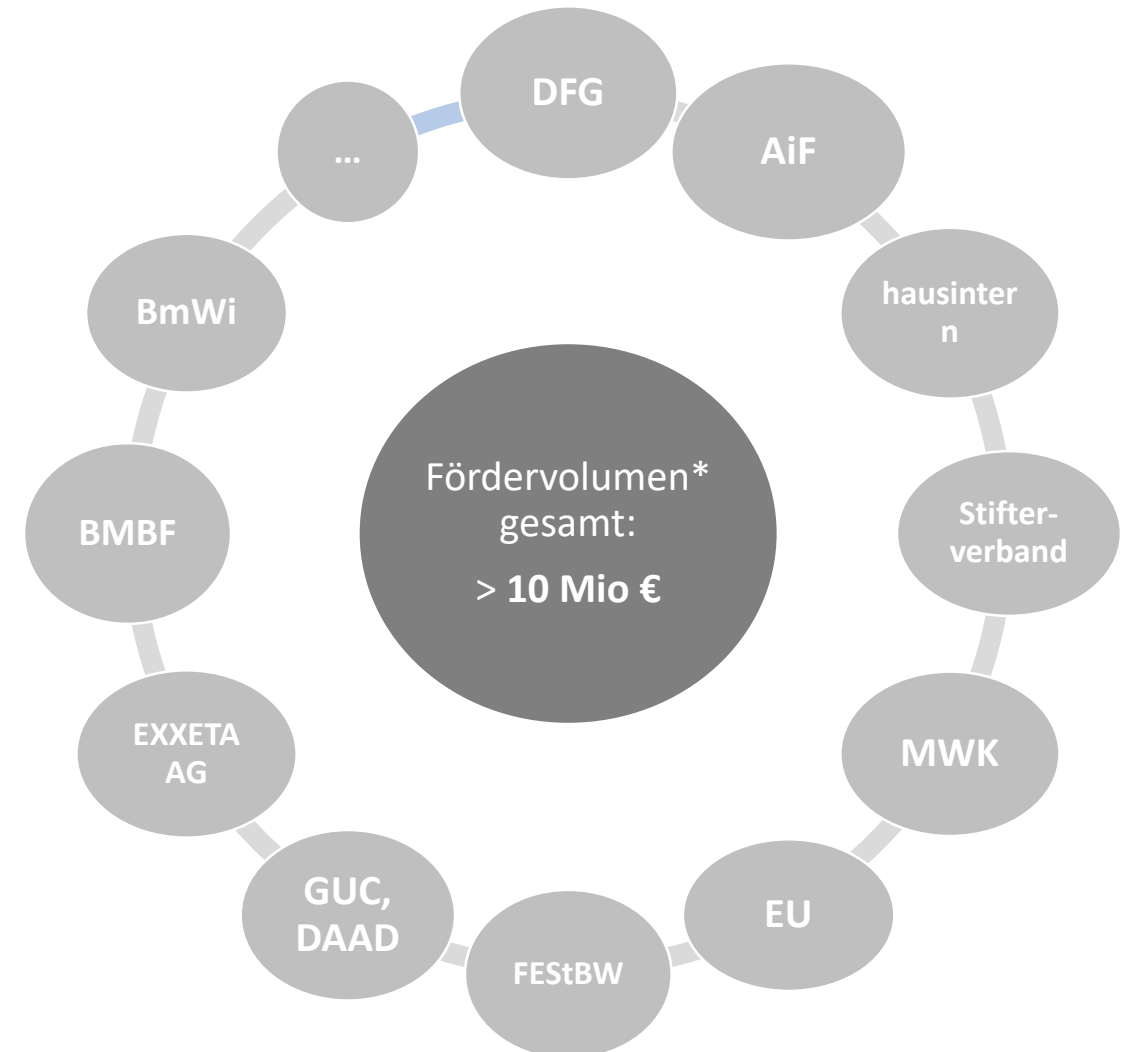 DFG
AiF
hausinter
n
Stifter-
verband
MWK
EU
FEStBW
GUC,
DAAD
EXXETA
AG
BMBF
BmWi
...
Fördervolumen*
gesamt:
> 10 Mio €